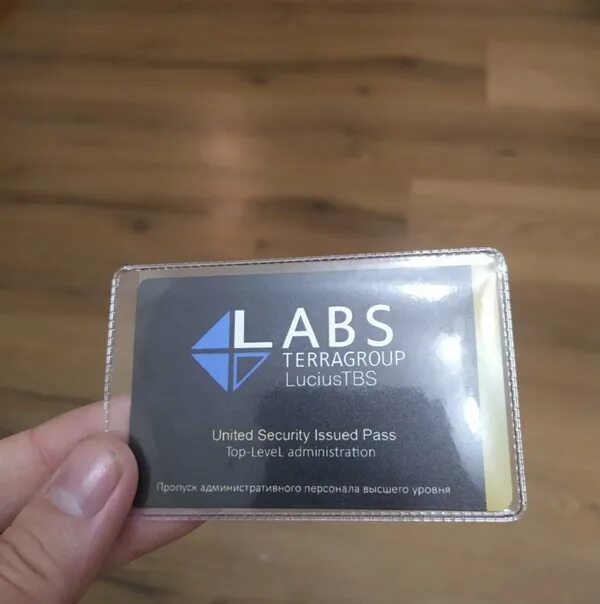 LABS
TERRAGROUP
LuciusTBS
United Security Issued Pass
Top-LeveL administration
Пропуск административного персонала высшего уровня